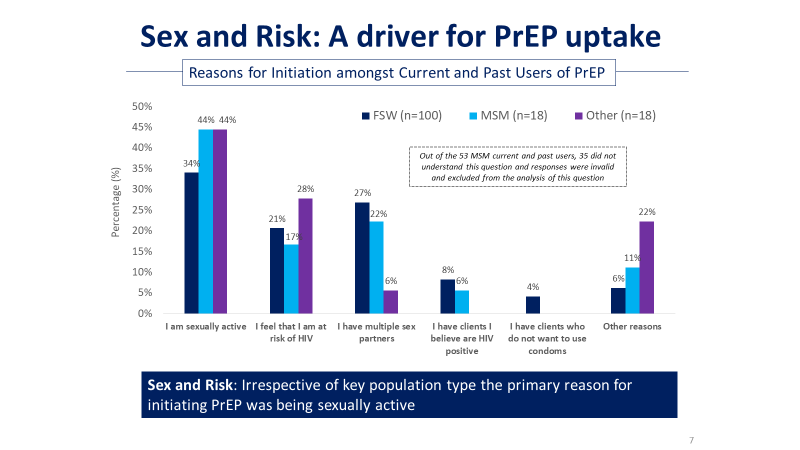 Sex and Risk: A driver for PrEP uptake
Reasons for Initiation amongst Current and Past Users of PrEP
FSW (n=100) MSM (n=18) Other (n=18)
Out of the 53 MSM current and past users, 35 did not
understand this question and responses were invalid
and excluded from the analysis of this question
Percentage (%)
50%
45%
40%
35%
30%
25%
20%
15%
10%
5%
0%
34% 44% 44%
21% 17% 28%
27% 22% 6%
8% 6%
4%
6% 11% 22%
I am sexually active
I feel that I am at
risk of HIV
I have multiple sex
partners
I have clients I
believe are HIV
positive
I have clients who
do not want to use
condoms
Other reasons
Sex and Risk: Irrespective of key population type the primary reason for
initiating PrEP was being sexually active
7